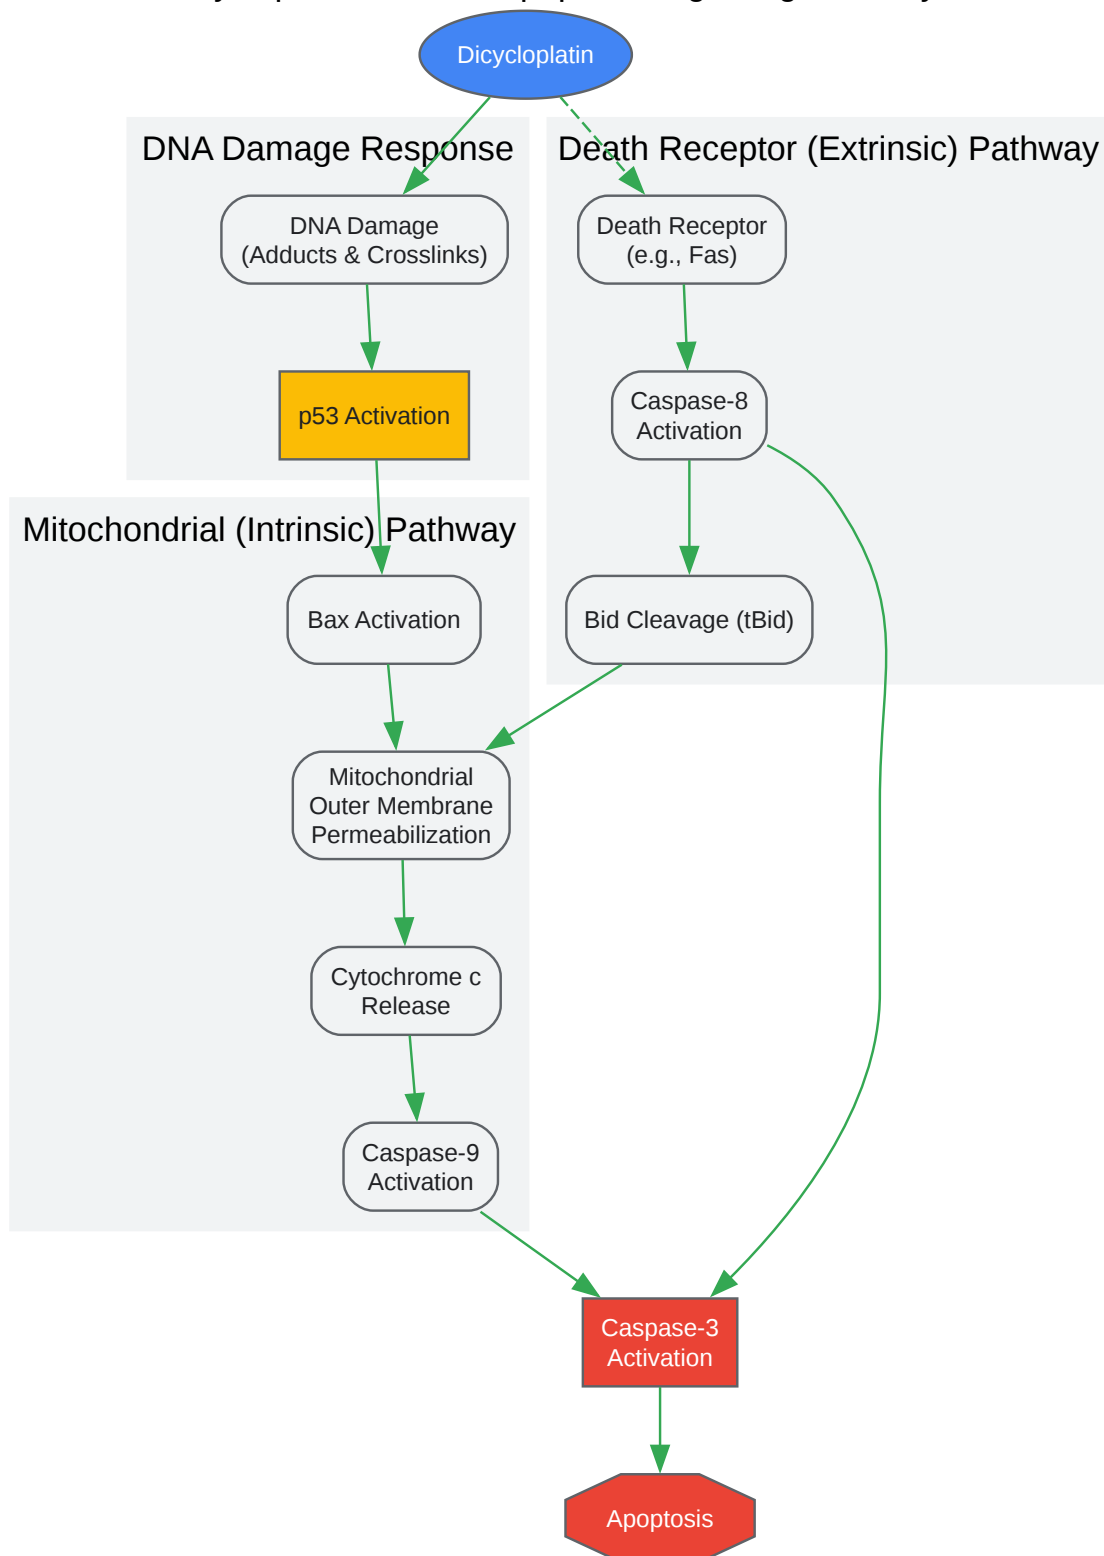 Dicycloplatin
DNA Damage Response
Death Receptor (Extrinsic) Pathway
DNA Damage
(Adducts & Crosslinks)
Death Receptor
(e.g., Fas)
p53 Activation
Caspase-8
Activation
Mitochondrial (Intrinsic) Pathway
Bax Activation
Bid Cleavage (tBid)
Mitochondrial
Outer Membrane
Permeabilization
Cytochrome c
Release
Caspase-9
Activation
Caspase-3
Activation
Apoptosis